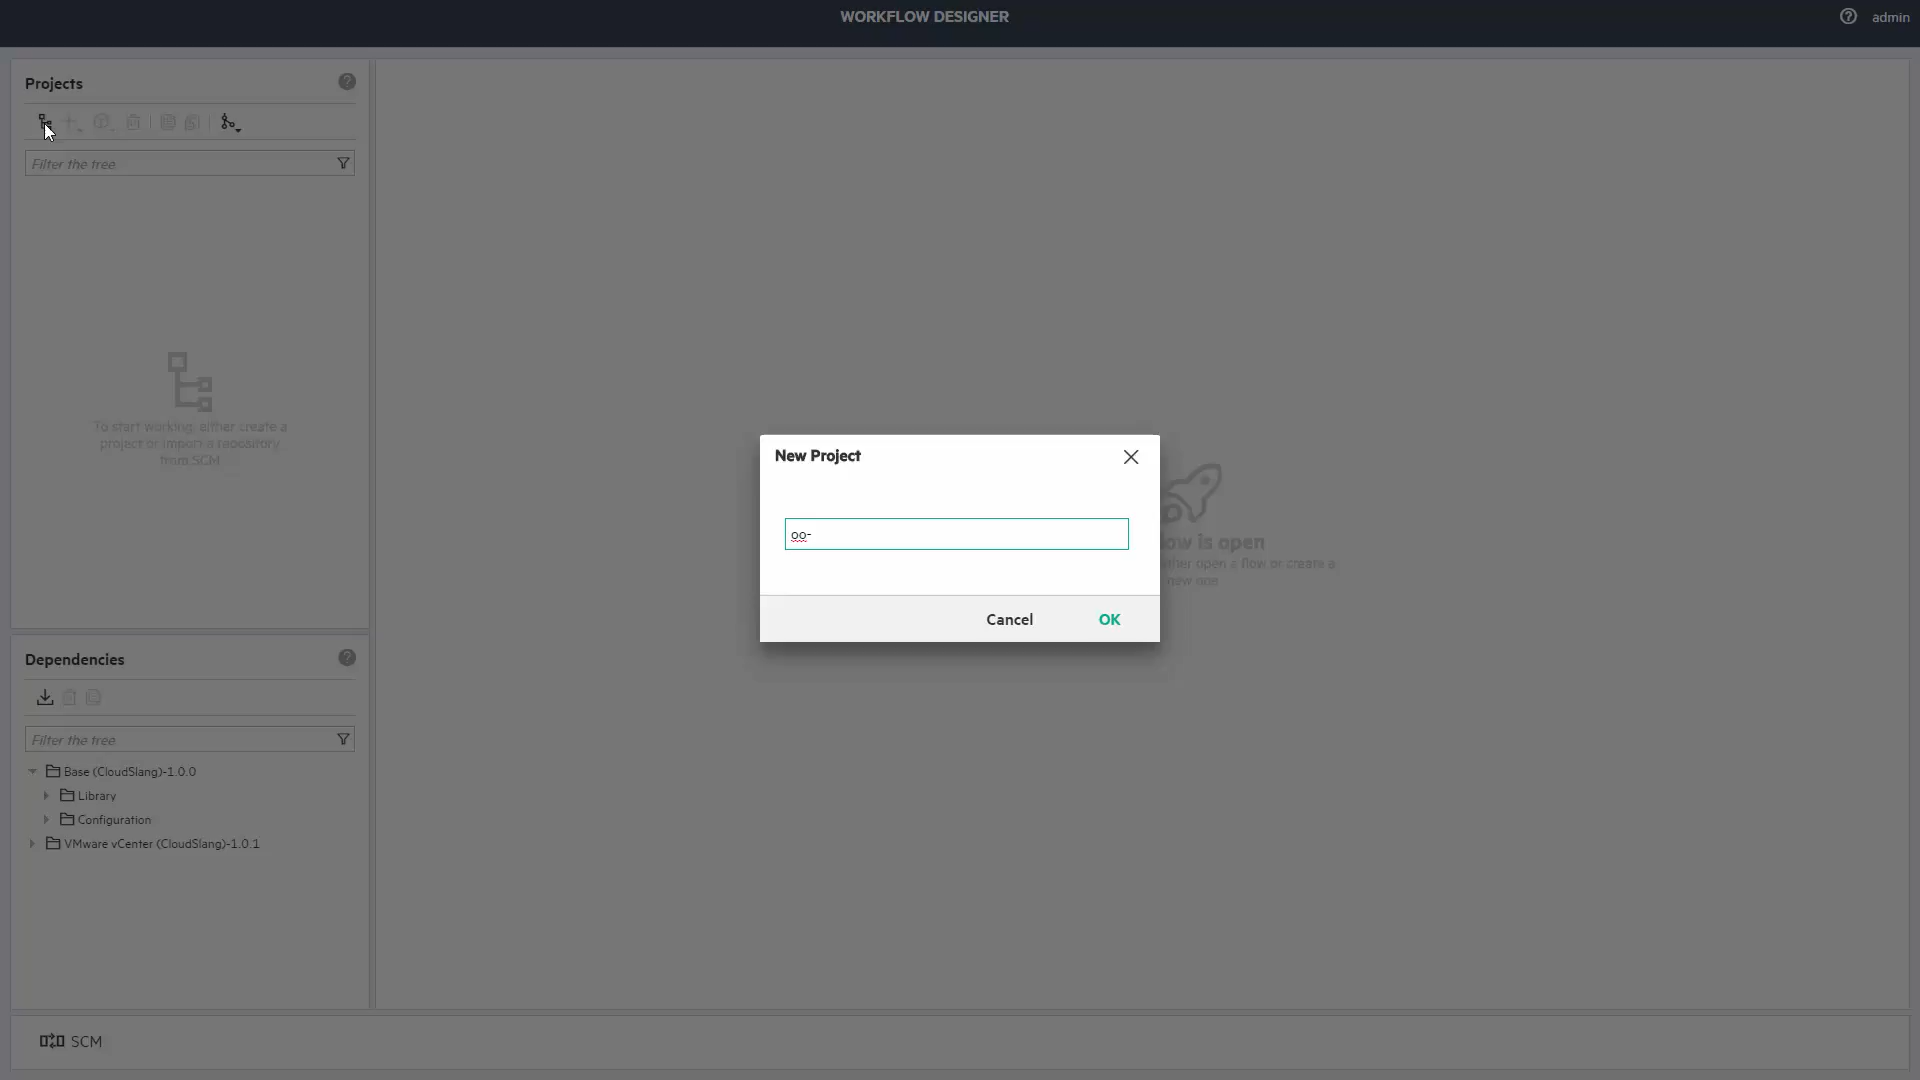 WORKFLOW DESIGNER
admin
Projects
Filter the tree
To start working, either create a
project or import a repository
from SCM
New Project
oo-
Cancel
OK
low is open
ther open a flow or create a
new one
Dependencies
Filter the tree
Base (CloudSlang)-1.0.0
Library
Configuration
VMware vCenter (CloudSlang)-1.0.1
SCM